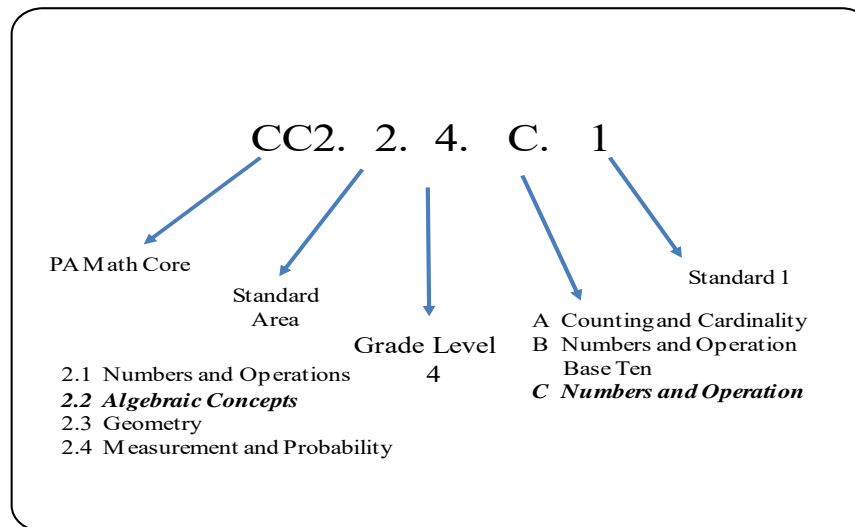 CC2. 2. 4. C. 1
PA Math Core
Standard
Area
Grade Level
4
Standard 1
2.1 Numbers and Operations
2.2 Algebraic Concepts
2.3 Geometry
2.4 Measurement and Probability
A Counting and Cardinality
B Numbers and Operation
Base Ten
C Numbers and Operation